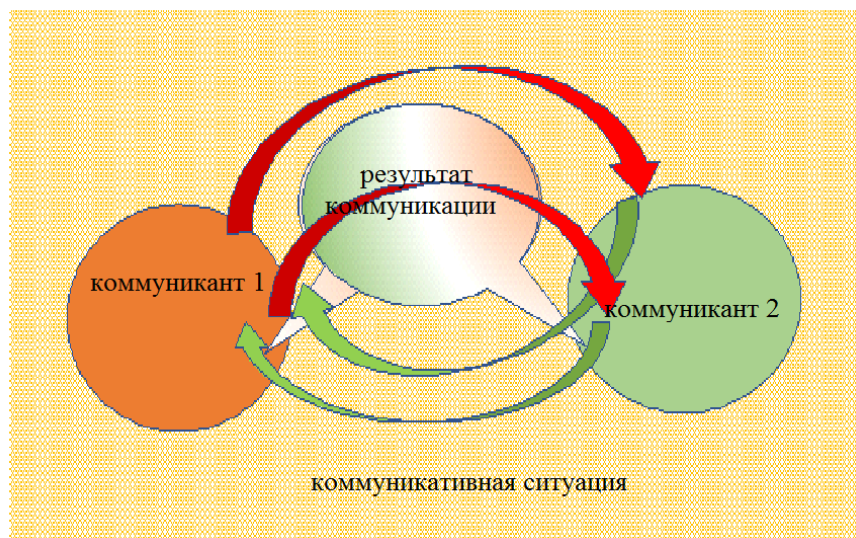 результат
коммуникации
коммуникант 1
коммуникант 2
коммуникативная ситуация